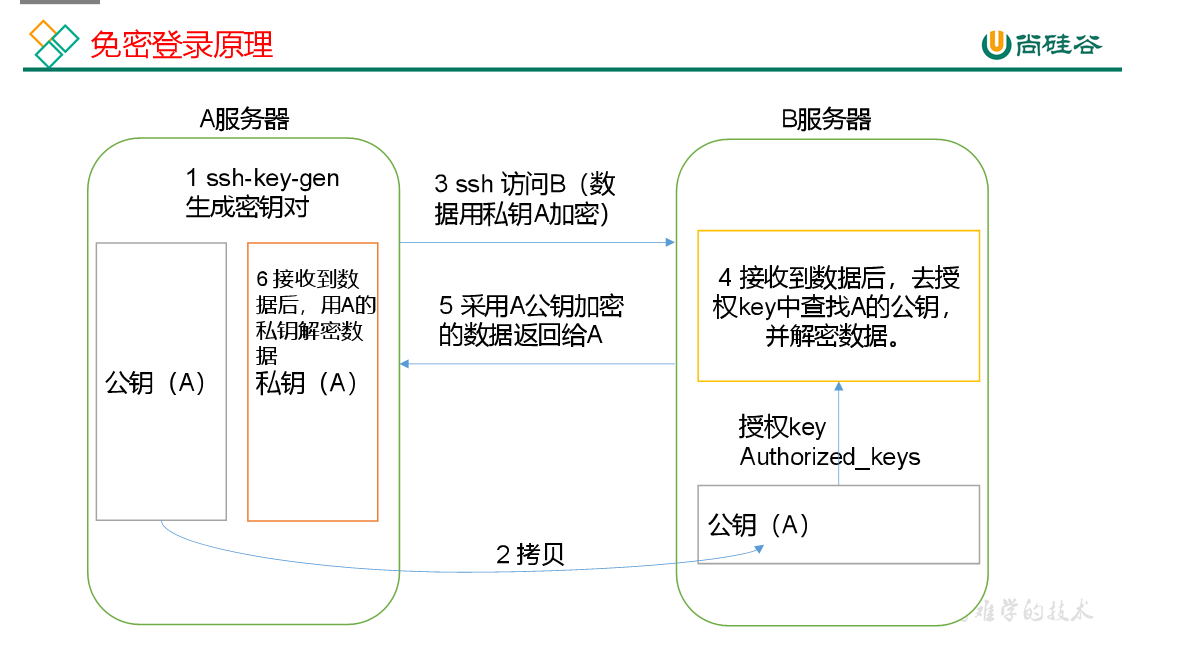 免密登录原理
尚硅谷
A服务器
B服务器
1 ssh-key-gen
生成密钥对
3 ssh 访问B（数
据用私钥A加密）
6 接收到数
据后，用A的
私钥解密数
据
公钥（A）
私钥（A）
5 采用A公钥加密
的数据返回给A
4 接收到数据后，去授
权key中查找A的公钥，
并解密数据。
授权key
Authorized_keys
公钥（A）
2 拷贝
难学的技术